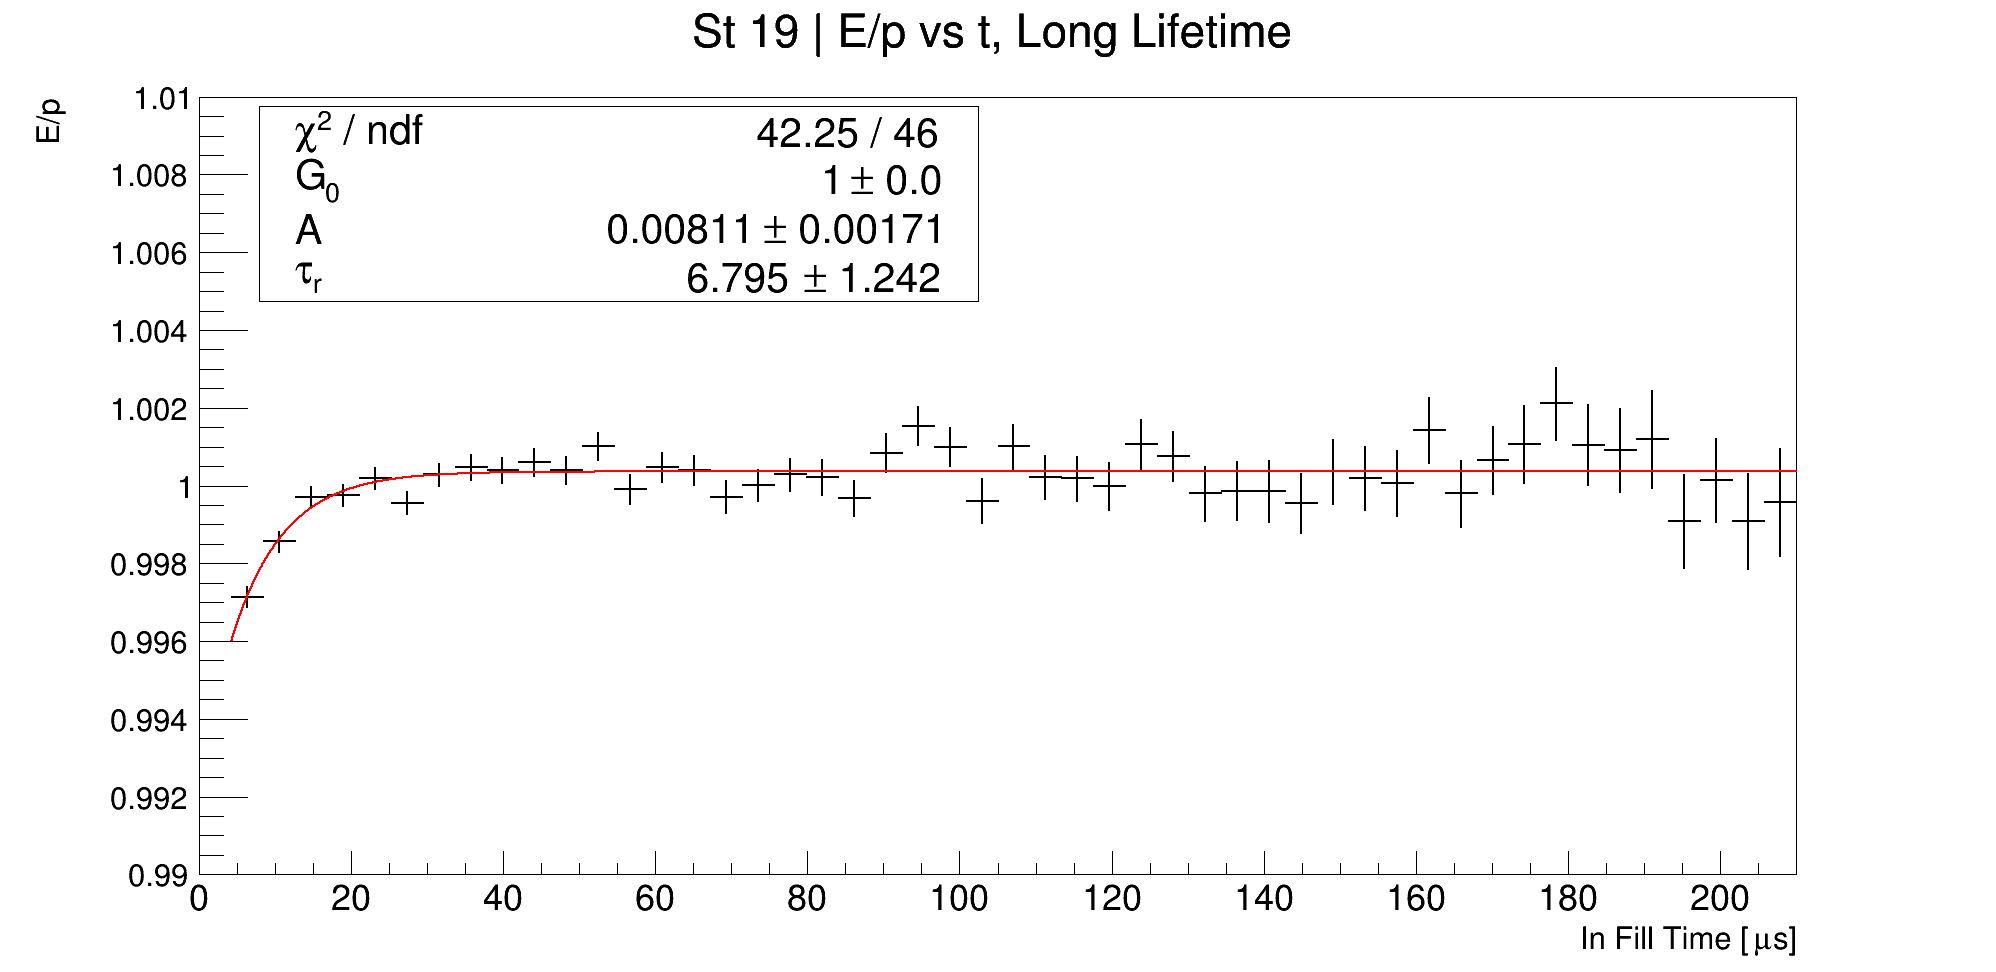 St 19 | E/p vs t, Long Lifetime
E/p
1.01
1.008
1.006
1.004
1.002
1
0.998
0.996
0.994
0.992
0.99
χ² / ndf 42.25 / 46
G₀ 1 ± 0.0
A 0.00811 ± 0.00171
τᵣ 6.795 ± 1.242
0 20 40 60 80 100 120 140 160 180 200
In Fill Time [μs]